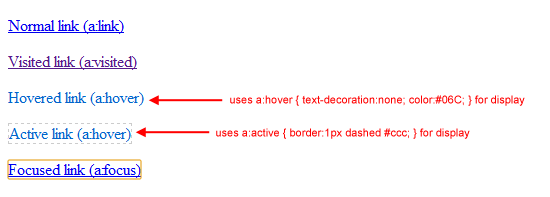 Normal link (a:link)
Visited link (a:visited)
Hovered link (a:hover)
uses a:hover { text-decoration:none; color:#06C; } for display
Active link (a:hover)
uses a:active { border:1px dashed #ccc; } for display
Focused link (a:focus)